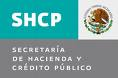 SHCP
SECRETARÍA
DE HACIENDA Y
CRÉDITO PÚBLICO